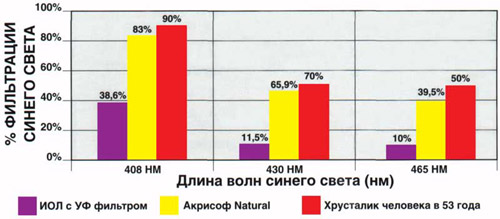 % ФИЛЬТРАЦИИ
СИНЕГО СВЕТА
100%
80%
60%
40%
20%
0%
38,6%
83%
90%
11,5%
65,9%
70%
10%
39,5%
50%
408 НМ
430 НМ
465 НМ
Длина волн синего света (нм)
ИОЛ с УФ фильтром
Акрисоф Natural
Хрусталик человека в 53 года